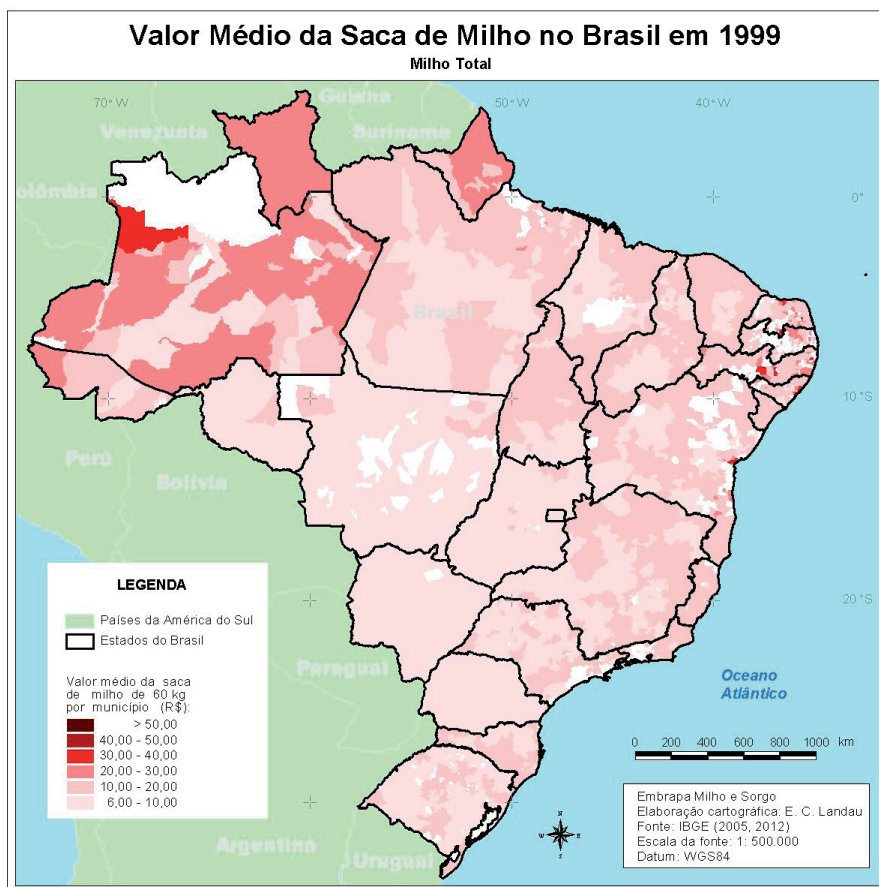 Valor Médio da Saca de Milho no Brasil em 1999
Milho Total
70°W
50°W
40°W
Guiana
Venezuela
Suriname
olômbia
0°
Brasil
10°S
Perú
Bolívia
LEGENDA
Países da América do Sul
Estados do Brasil
20°S
Paraguai
Valor médio da saca
de milho de 60 kg
por município (R$):
> 50,00
40,00 - 50,00
30,00 - 40,00
20,00 - 30,00
10,00 - 20,00
6,00 - 10,00
Oceano
Atlântico
0 200 400 600 800 1000 km
Embrapa Milho e Sorgo
Elaboração cartográfica: E. C. Landau
Fonte: IBGE (2005, 2012)
Escala da fonte: 1: 500.000
Datum: WGS84
N
W E
S
Argentina
Uruguai